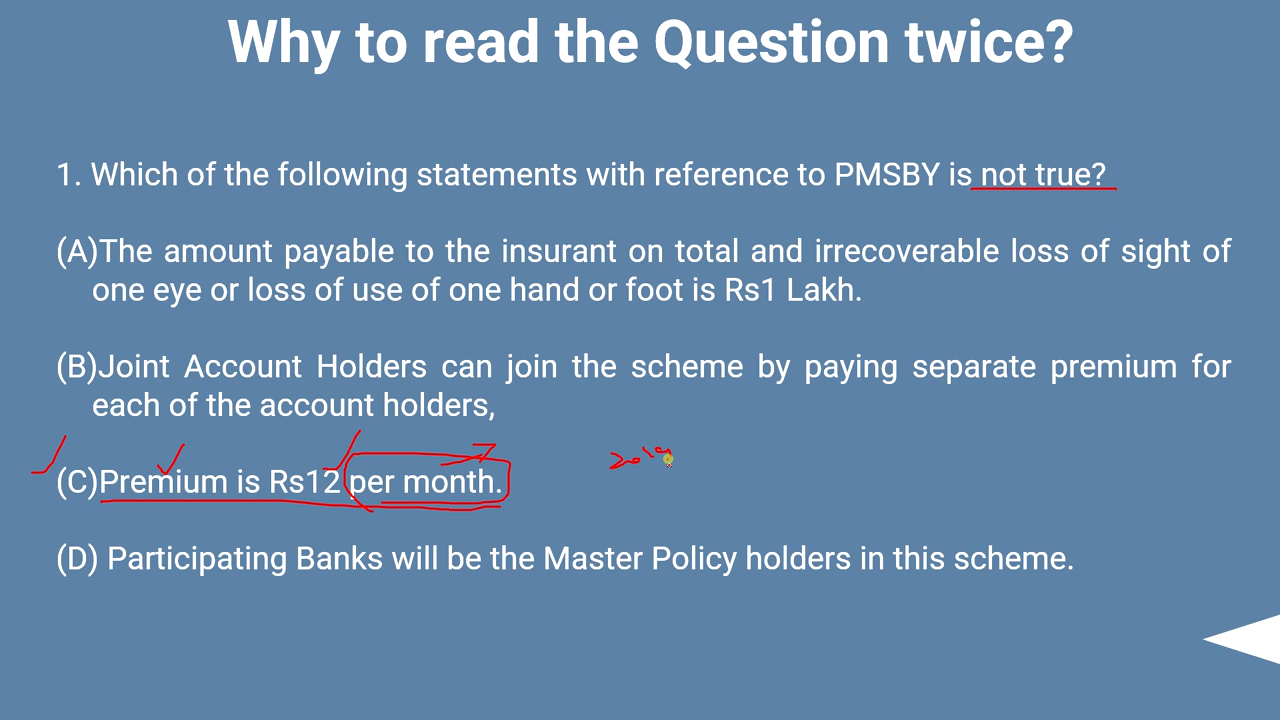 Why to read the Question twice?
1. Which of the following statements with reference to PMSBY is not true?
(A)The amount payable to the insurant on total and irrecoverable loss of sight of
one eye or loss of use of one hand or foot is Rs1 Lakh.
(B)Joint Account Holders can join the scheme by paying separate premium for
each of the account holders,
(C)Premium is Rs12 per month.
2019
(D) Participating Banks will be the Master Policy holders in this scheme.